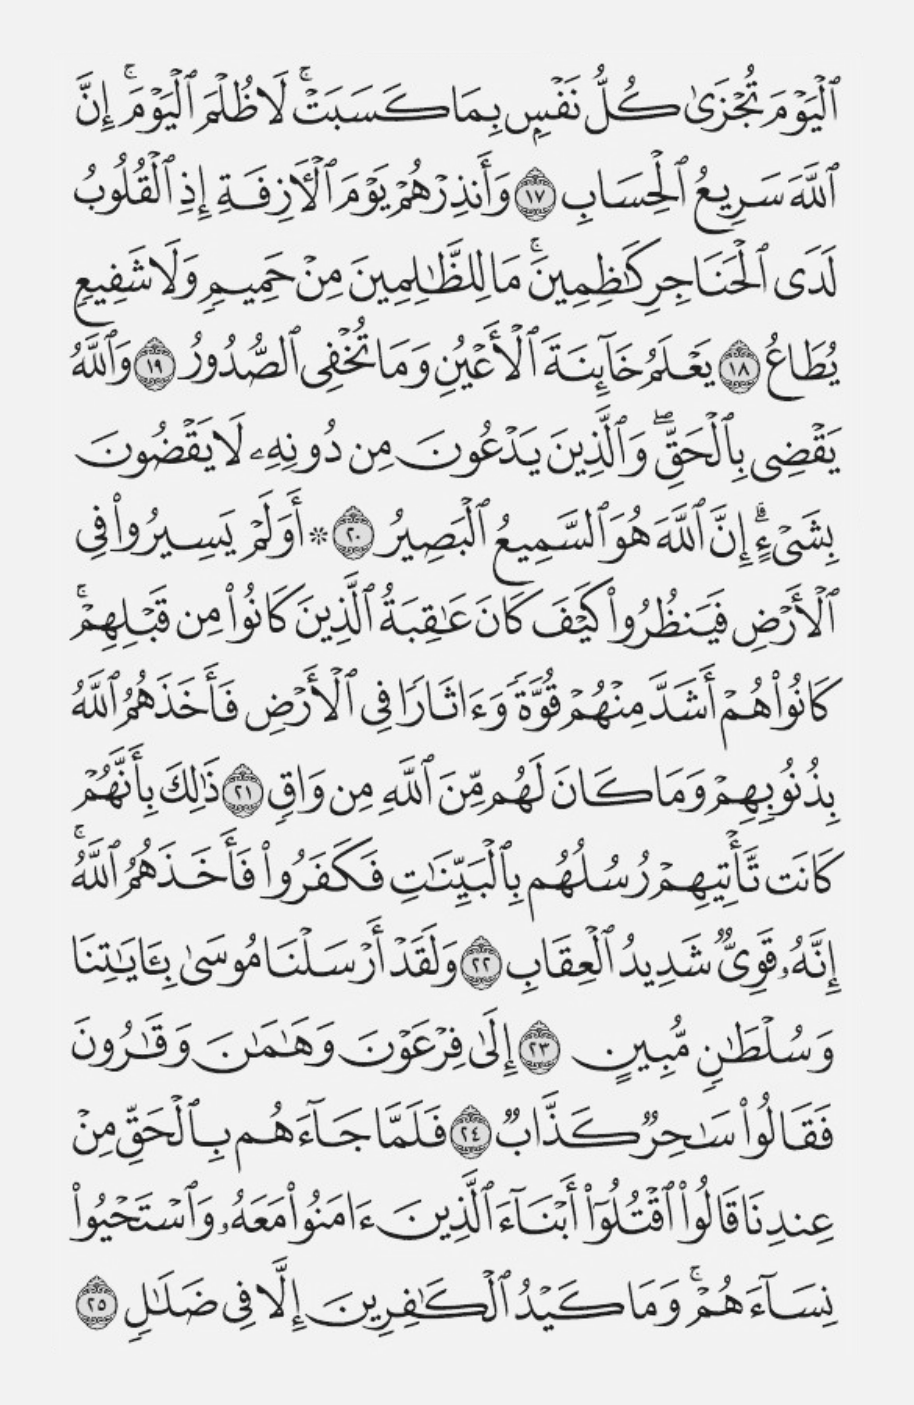 ٱلۡيَوۡمَ تُجۡزَىٰ كُلُّ نَفۡسِۭ بِمَا كَسَبَتۡۚ لَا ظُلۡمَ ٱلۡيَوۡمَۚ إِنَّ
ٱللَّهَ سَرِيعُ ٱلۡحِسَابِ ١٧ وَأَنذِرۡهُمۡ يَوۡمَ ٱلۡأٓزِفَةِ إِذِ ٱلۡقُلُوبُ
لَدَى ٱلۡحَنَاجِرِ كَٰظِمِينَۚ مَا لِلظَّٰلِمِينَ مِنۡ حَمِيمٖ وَلَا شَفِيعٖ
يُطَاعُ ١٨ يَعۡلَمُ خَآئِنَةَ ٱلۡأَعۡيُنِ وَمَا تُخۡفِي ٱلصُّدُورُ ١٩ وَٱللَّهُ
يَقۡضِي بِٱلۡحَقِّۖ وَٱلَّذِينَ يَدۡعُونَ مِن دُونِهِۦ لَا يَقۡضُونَ
بِشَيۡءٍۗ إِنَّ ٱللَّهَ هُوَ ٱلسَّمِيعُ ٱلۡبَصِيرُ ٢٠ ۞ أَوَلَمۡ يَسِيرُواْ فِي
ٱلۡأَرۡضِ فَيَنظُرُواْ كَيۡفَ كَانَ عَٰقِبَةُ ٱلَّذِينَ كَانُواْ مِن قَبۡلِهِمۡۚ
كَانُواْ هُمۡ أَشَدَّ مِنۡهُمۡ قُوَّةٗ وَءَاثَارٗا فِي ٱلۡأَرۡضِ فَأَخَذَهُمُ ٱللَّهُ
بِذُنُوبِهِمۡ وَمَا كَانَ لَهُم مِّنَ ٱللَّهِ مِن وَاقٖ ٢١ ذَٰلِكَ بِأَنَّهُمۡ
كَانَت تَّأۡتِيهِمۡ رُسُلُهُم بِٱلۡبَيِّنَٰتِ فَكَفَرُواْ فَأَخَذَهُمُ ٱللَّهُۚ
إِنَّهُۥ قَوِيّٞ شَدِيدُ ٱلۡعِقَابِ ٢٢ وَلَقَدۡ أَرۡسَلۡنَا مُوسَىٰ بِـَٔايَٰتِنَا
وَسُلۡطَٰنٖ مُّبِينٍ ٢٣ إِلَىٰ فِرۡعَوۡنَ وَهَٰمَٰنَ وَقَٰرُونَ
فَقَالُواْ سَٰحِرٞ كَذَّابٞ ٢٤ فَلَمَّا جَآءَهُم بِٱلۡحَقِّ مِنۡ
عِندِنَا قَالُواْ ٱقۡتُلُوٓاْ أَبۡنَآءَ ٱلَّذِينَ ءَامَنُواْ مَعَهُۥ وَٱسۡتَحۡيُواْ
نِسَآءَهُمۡۚ وَمَا كَيۡدُ ٱلۡكَٰفِرِينَ إِلَّا فِي ضَلَٰلٖ ٢٥